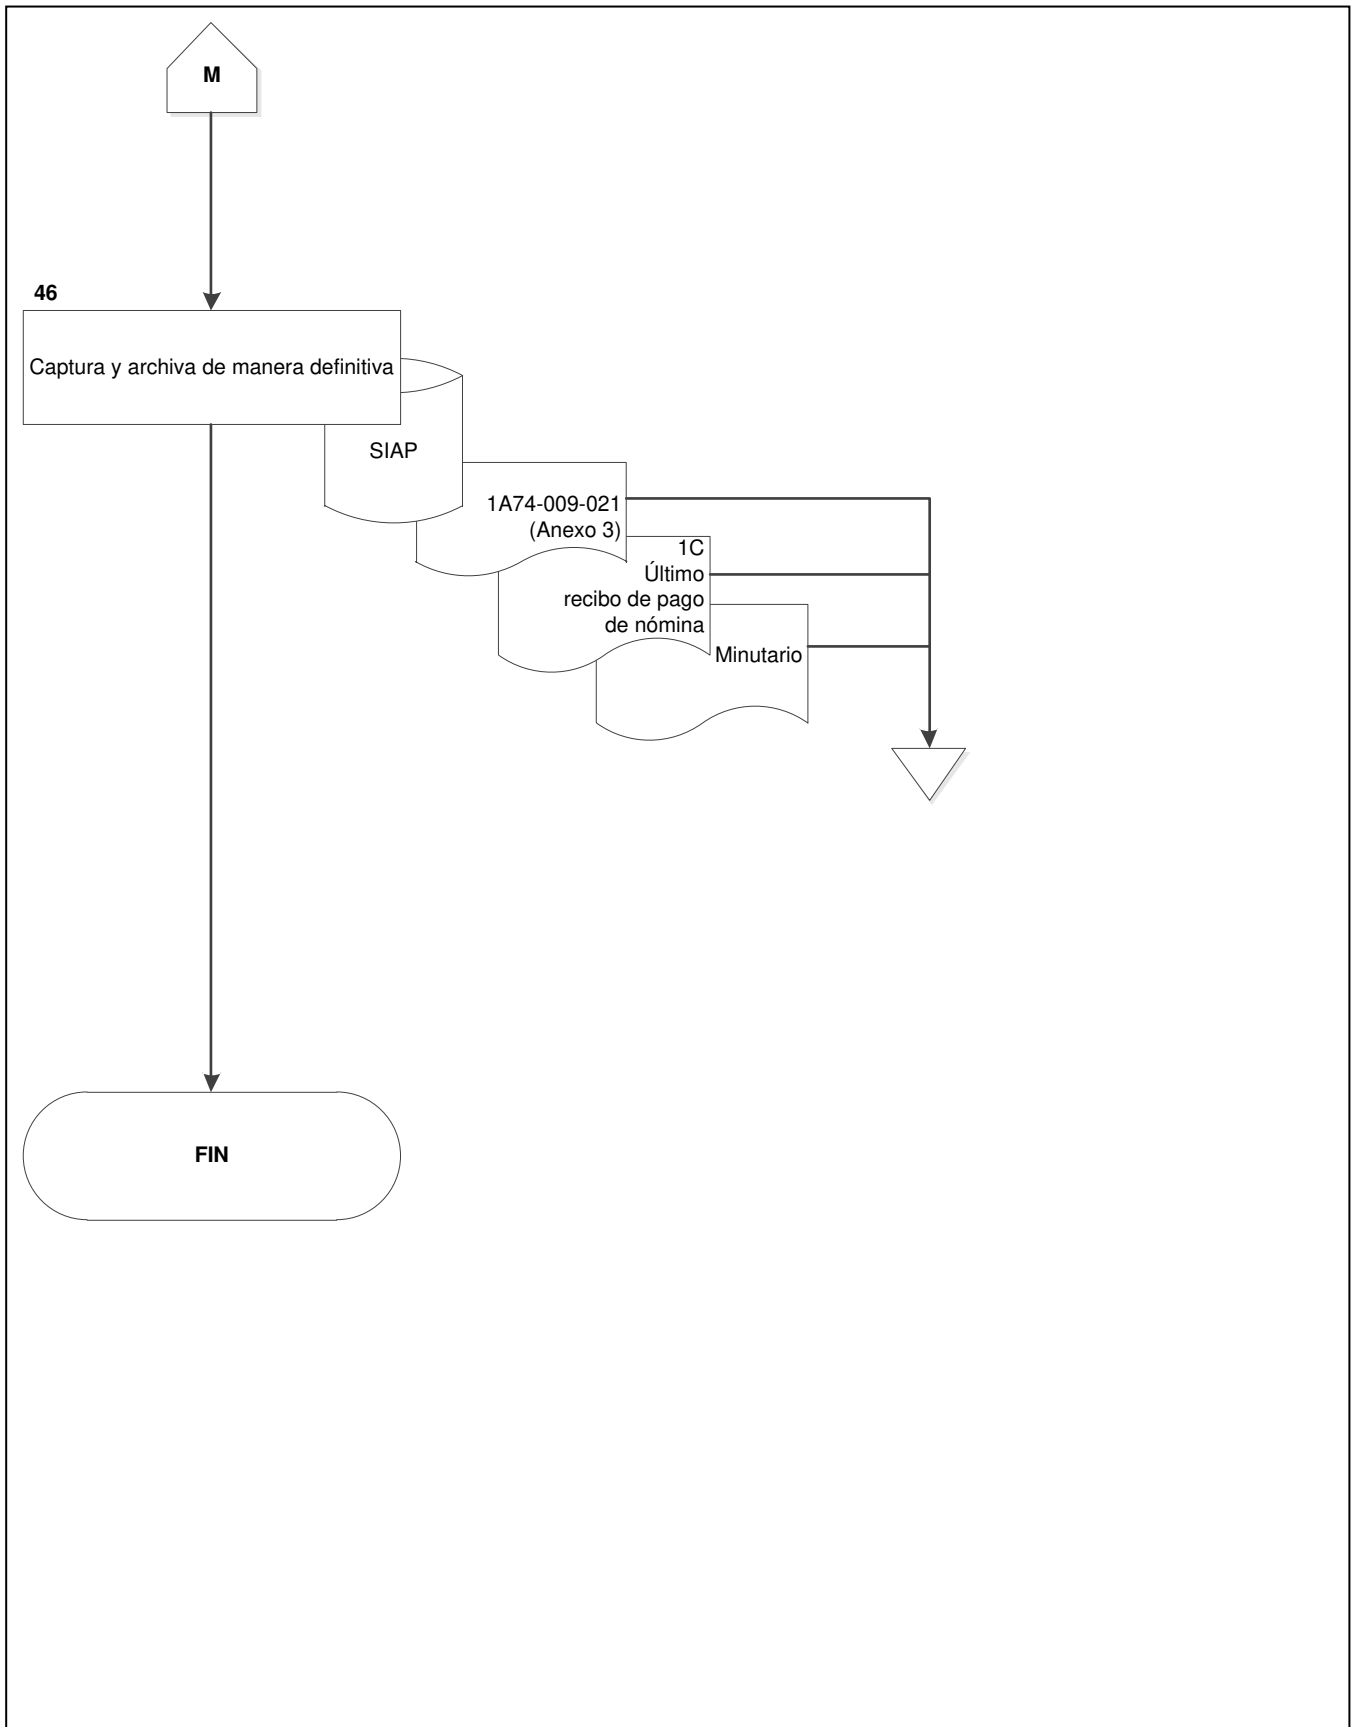 M
46
Captura y archiva de manera definitiva
SIAP
1A74-009-021
(Anexo 3)
1C
Último
recibo de pago
de nómina
Minutario
FIN